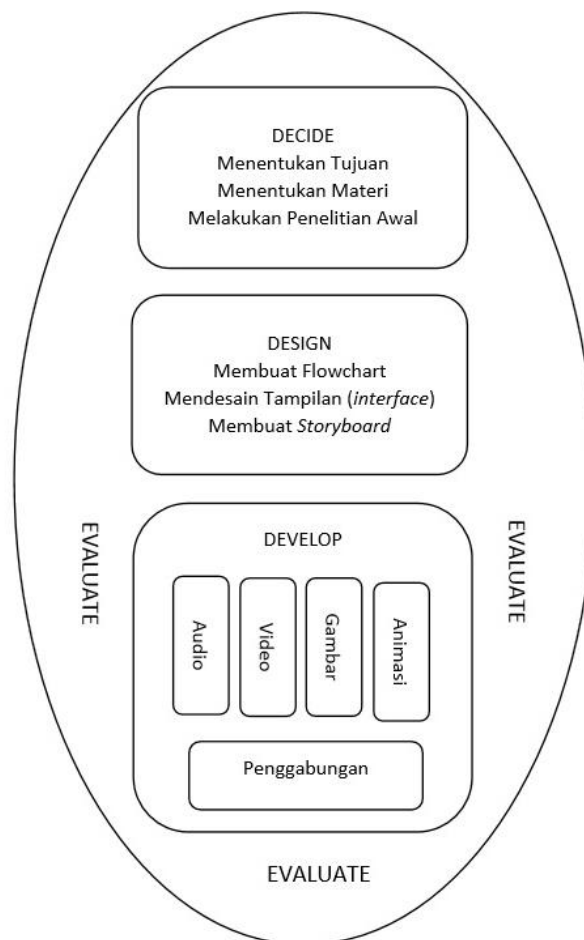 DECIDE
Menentukan Tujuan
Menentukan Materi
Melakukan Penelitian Awal
DESIGN
Membuat Flowchart
Mendesain Tampilan (interface)
Membuat Storyboard
EVALUATE
EVALUATE
DEVELOP
Audio
Video
Gambar
Animasi
Penggabungan
EVALUATE